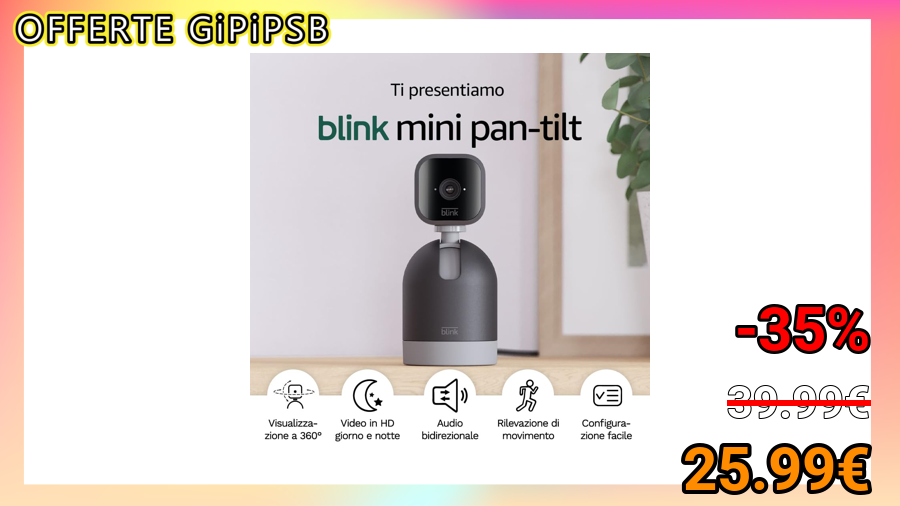 OFFERTE GiPiPSB
Ti presentiamo
blink mini pan-tilt
blink
blink
Visualizza-
zione a 360°
Video in HD
giorno e notte
Audio
bidirezionale
Rilevazione di
movimento
Configura-
zione facile
-35%
39.99€
25.99€